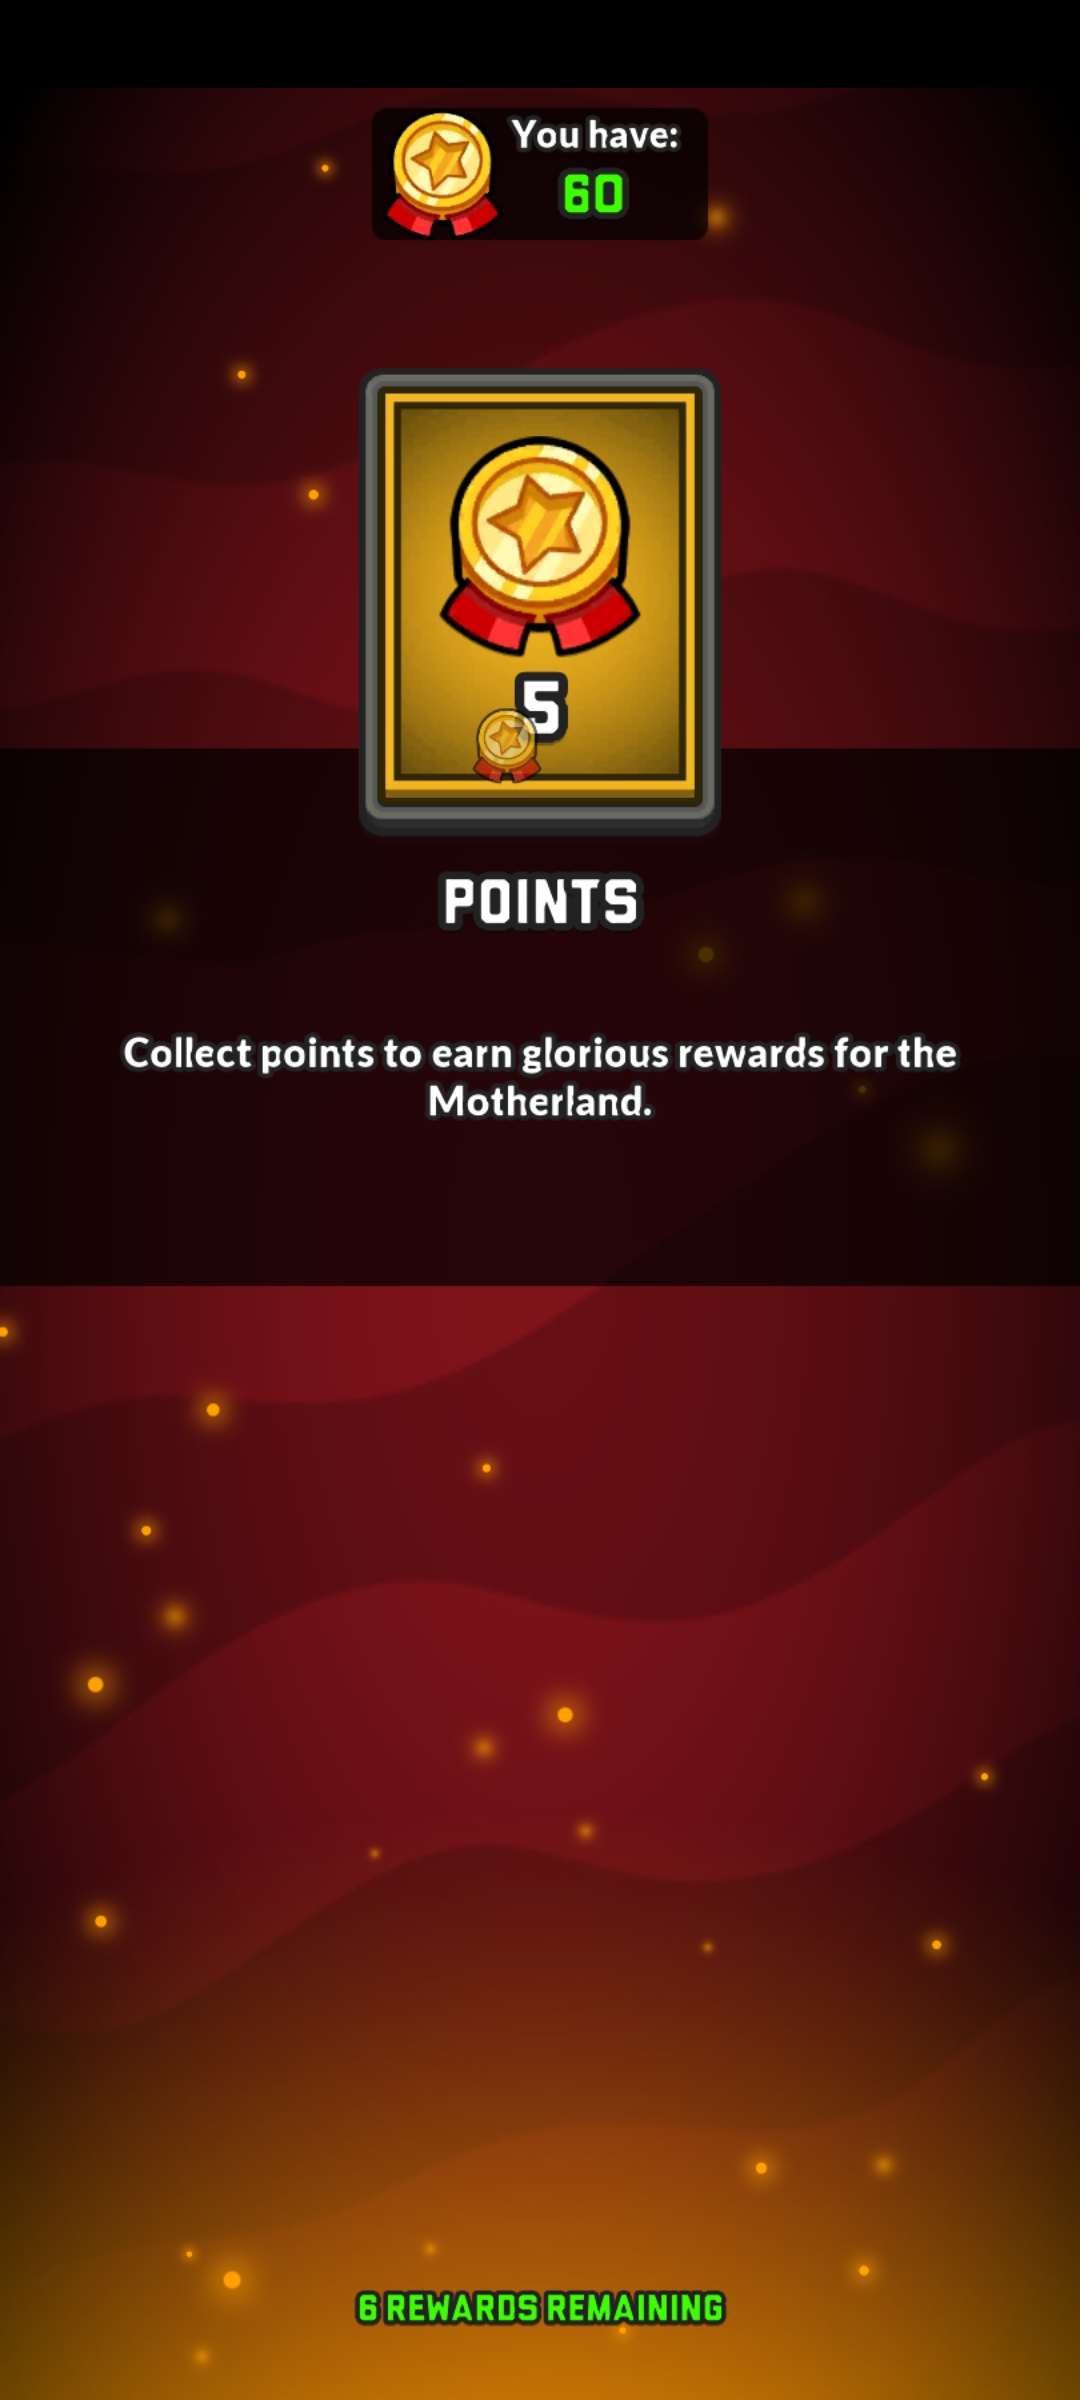 You have:
60
5
POINTS
Collect points to earn glorious rewards for the
Motherland.
6 REWARDS REMAINING